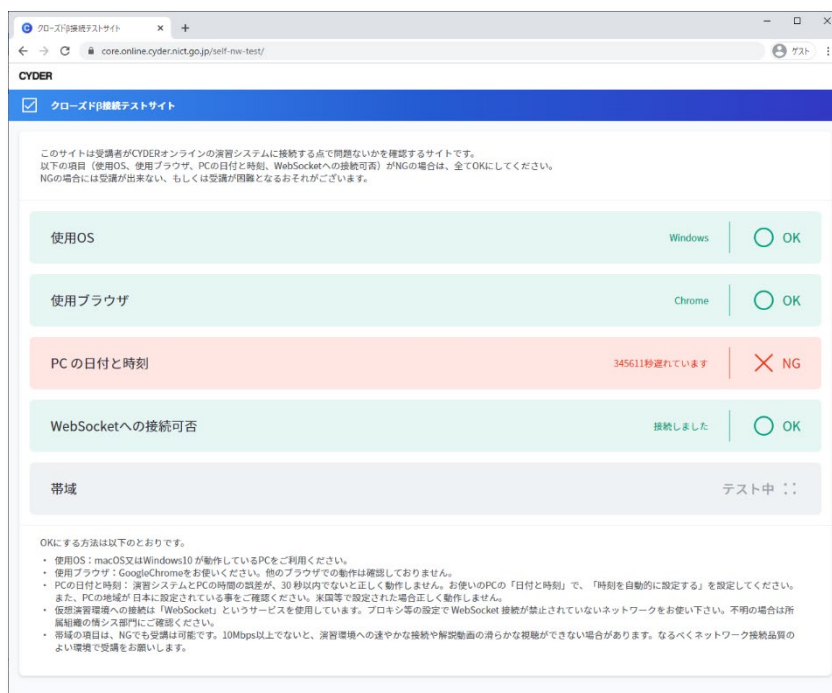 クローズドβ接続テストサイト
core.online.cyder.nict.go.jp/self-nw-test/
ゲスト
CYDER
クローズドβ接続テストサイト
このサイトは受講者がCYDERオンラインの演習システムに接続する点で問題ないかを確認するサイトです。
以下の項目（使用OS、使用ブラウザ、PCの日付と時刻、WebSocketへの接続可否）がNGの場合は、全てOKにしてください。
NGの場合には受講が出来ない、もしくは受講が困難となるおそれがございます。
使用OS Windows OK
使用ブラウザ Chrome OK
PC の日付と時刻 345611秒遅れています NG
WebSocketへの接続可否 接続しました OK
帯域 テスト中
OKにする方法は以下のとおりです。
・ 使用OS：macOS又はWindows10 が動作しているPCをご利用ください。
・ 使用ブラウザ：GoogleChromeをお使いください。他のブラウザでの動作は確認しておりません。
・ PCの日付と時刻： 演習システムとPCの時間の誤差が、30 秒以内でないと正しく動作しません。お使いのPCの「日付と時刻」で、「時刻を自動的に設定する」を設定してください。
また、PCの地域が 日本に設定されている事をご確認ください。米国等で設定された場合正しく動作しません。
・ 仮想演習環境への接続は「WebSocket」というサービスを使用しています。プロキシ等の設定で WebSocket 接続が禁止されていないネットワークをお使い下さい。不明の場合は所
属組織の情シス部門にご確認ください。
・ 帯域の項目は、NGでも受講は可能です。10Mbps以上でないと、演習環境への速やかな接続や解説動画の滑らかな視聴ができない場合があります。なるべくネットワーク接続品質の
よい環境で受講をお願いします。